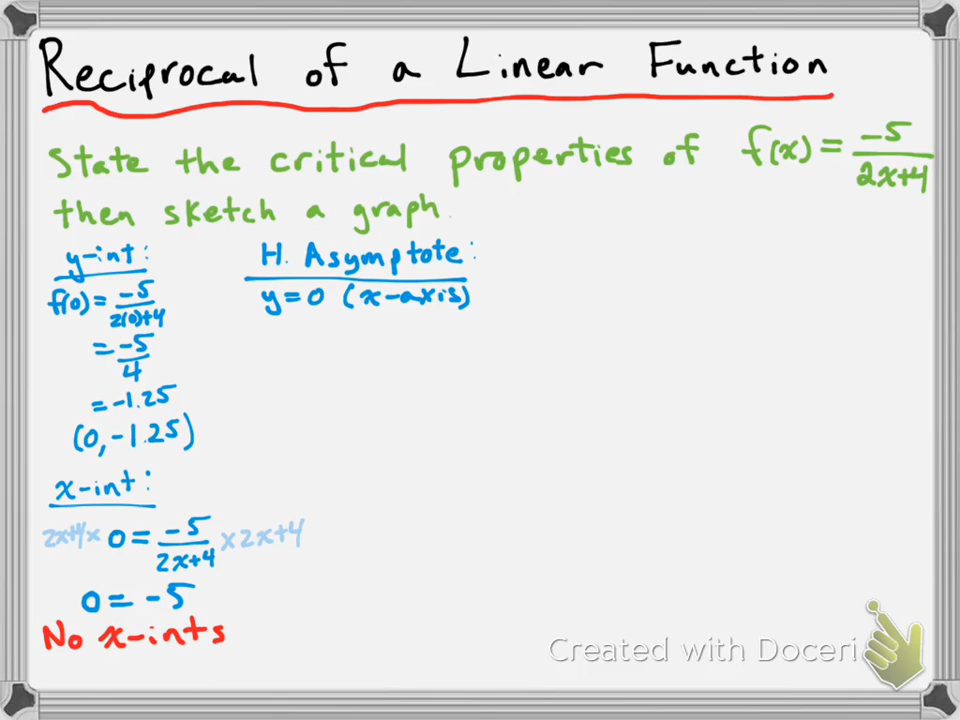 Reciprocal of a Linear Function
State the critical properties of f(x) = -5/(2x+4)
then sketch a graph.
y-int:
f(0) = -5/(2(0)+4)
= -5/4
= -1.25
(0, -1.25)
x-int:
2x+4 × 0 = -5/(2x+4) × 2x+4
0 = -5
No x-ints
H. Asymptote:
y = 0 (x-axis)
Created with Doceri